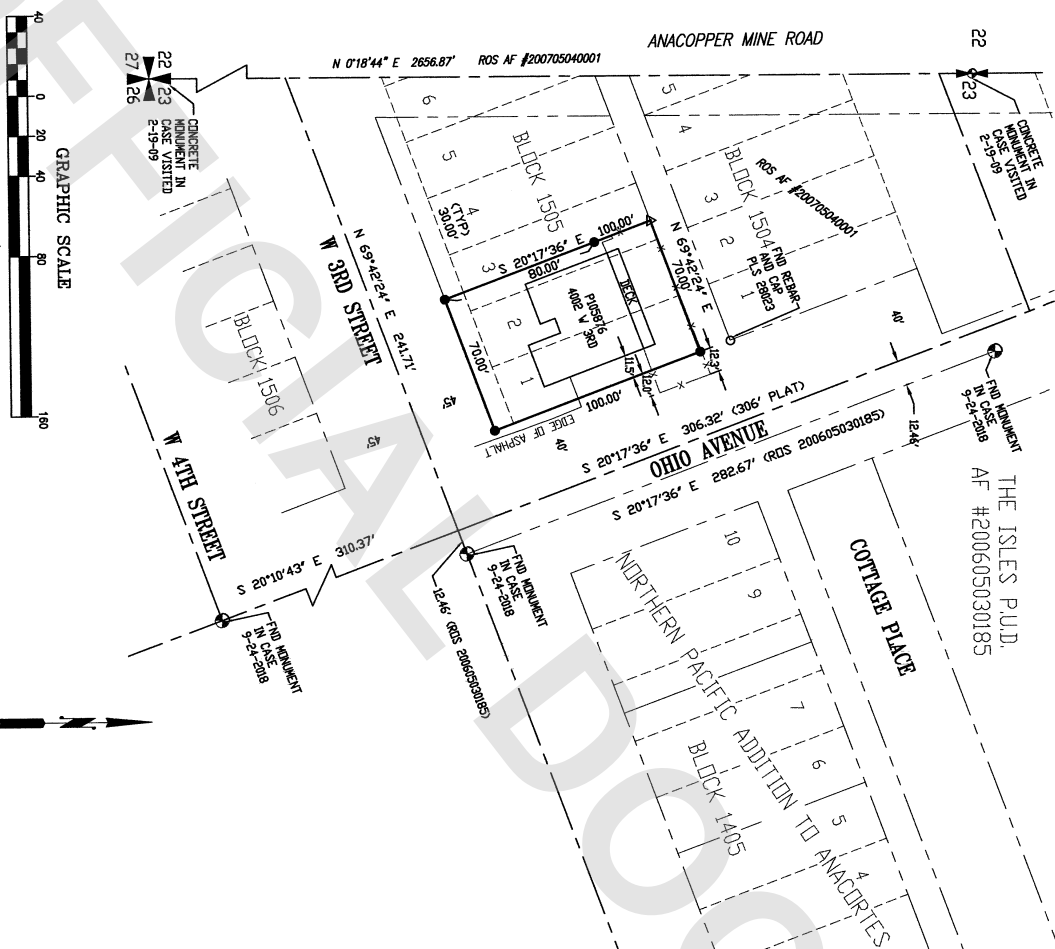 ANACOPPER MINE ROAD
N 0°18'44" E 2656.87' ROS AF #200705040001
22
23
CONCRETE
MONUMENT IN
CASE VISITED
2-19-09
22
23
27
26
CONCRETE
MONUMENT IN
CASE VISITED
2-19-09
40
0
20
40
80
160
GRAPHIC SCALE
6
5
4
3
2
1
BLOCK 1505
(TYP)
30.00'
5
4
3
2
1
BLOCK 1504
ROS AF #200705040001
FND REBAR
AND CAP
PLS 28023
N 69°42'24" E
70.00'
100.00'
S 20°17'36" E
80.00'
DECK
P105876
4002 W 3RD
11.5'
12.0'
12.3'
100.00'
70.00'
EDGE OF ASPHALT
40'
40'
45'
45'
N 69°42'24" E 241.71'
W 3RD STREET
BLOCK 1506
W 4TH STREET
S 20°10'43" E 310.37'
FND MONUMENT
IN CASE
9-24-2018
FND MONUMENT
IN CASE
9-24-2018
12.46' (ROS 200605030185)
S 20°17'36" E 306.32' (306' PLAT)
OHIO AVENUE
S 20°17'36" E 282.67' (ROS 200605030185)
FND MONUMENT
IN CASE
9-24-2018
12.46'
THE ISLES P.U.D.
AF #200605030185
COTTAGE PLACE
10
9
7
6
5
4
NORTHERN PACIFIC ADDITION TO ANACORTES
BLOCK 1405